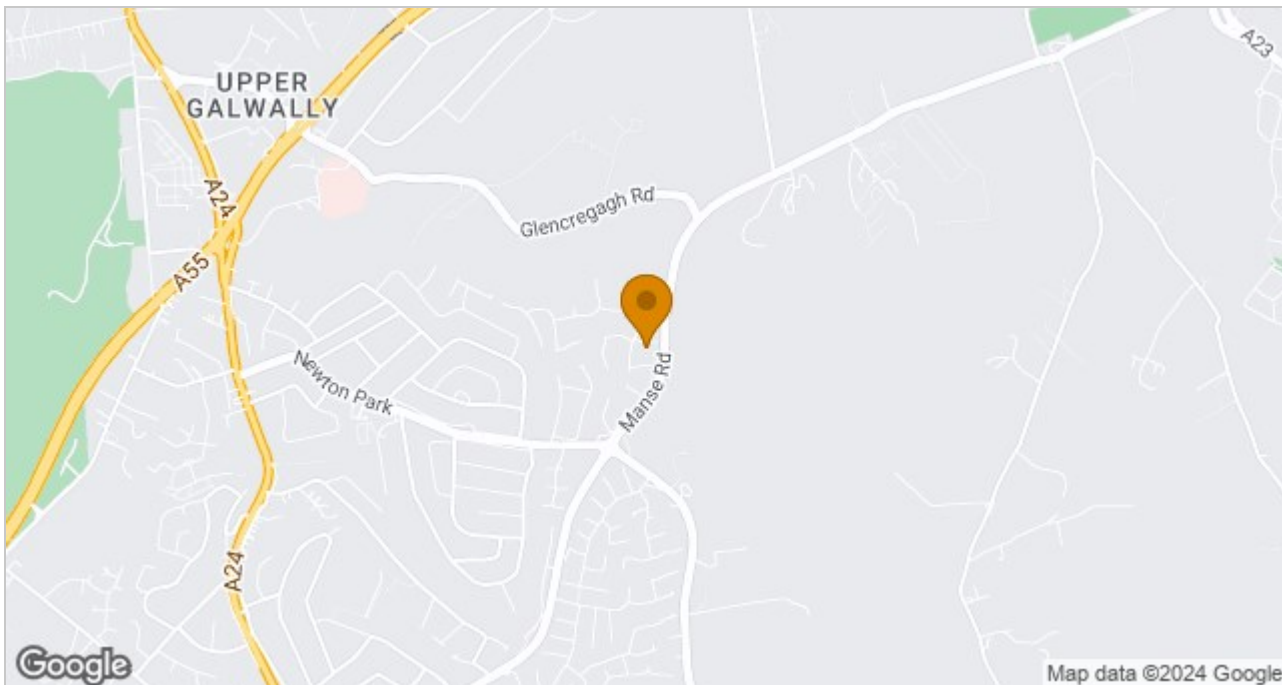 A23
UPPER
GALWALLY
A24
Glencregagh Rd
A55
Newton Park
Manse Rd
A24
Google
Map data ©2024 Google